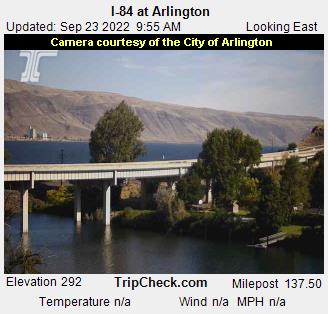 I-84 at Arlington
Updated: Sep 23 2022 9:55 AM Looking East
Camera courtesy of the City of Arlington
Elevation 292 TripCheck.com Milepost 137.50
Temperature n/a Wind n/a MPH n/a